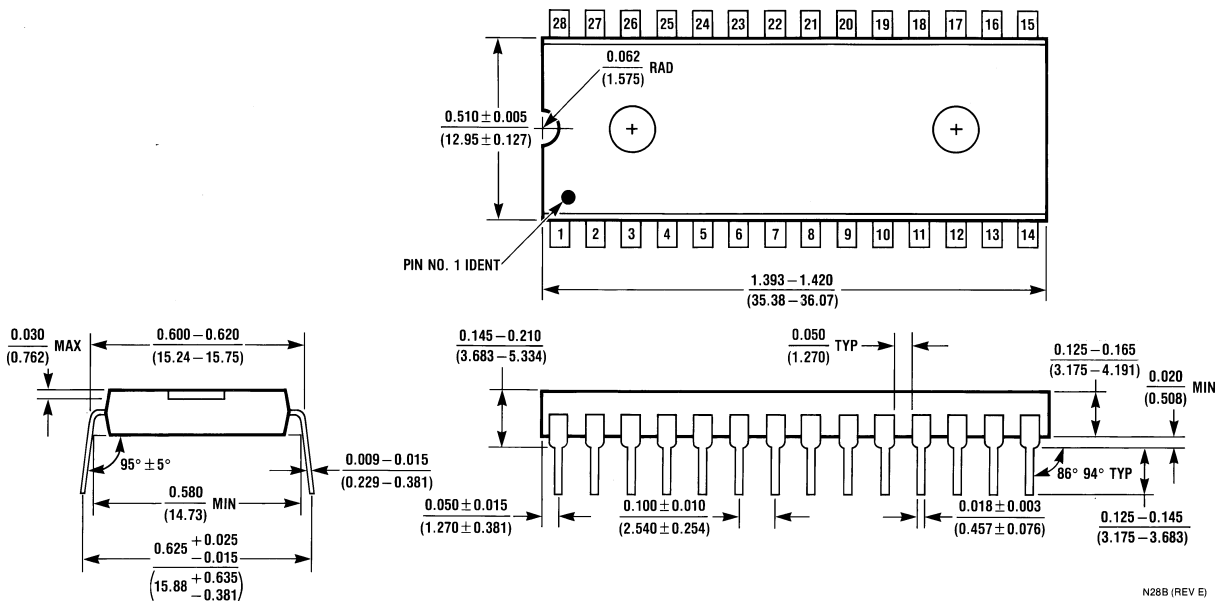 28 27 26 25 24 23 22 21 20 19 18 17 16 15
0.062
(1.575)
RAD
0.510 ± 0.005
(12.95 ± 0.127)
1 2 3 4 5 6 7 8 9 10 11 12 13 14
PIN NO. 1 IDENT
1.393 – 1.420
(35.38 – 36.07)
0.030
(0.762)
MAX
0.600 – 0.620
(15.24 – 15.75)
95° ± 5°
0.009 – 0.015
(0.229 – 0.381)
0.580
(14.73)
MIN
0.625 + 0.025
– 0.015
(15.88 + 0.635
– 0.381)
0.145 – 0.210
(3.683 – 5.334)
0.050
(1.270)
TYP
0.125 – 0.165
(3.175 – 4.191)
0.020
(0.508)
MIN
86° 94° TYP
0.050 ± 0.015
(1.270 ± 0.381)
0.100 ± 0.010
(2.540 ± 0.254)
0.018 ± 0.003
(0.457 ± 0.076)
0.125 – 0.145
(3.175 – 3.683)
N28B (REV E)